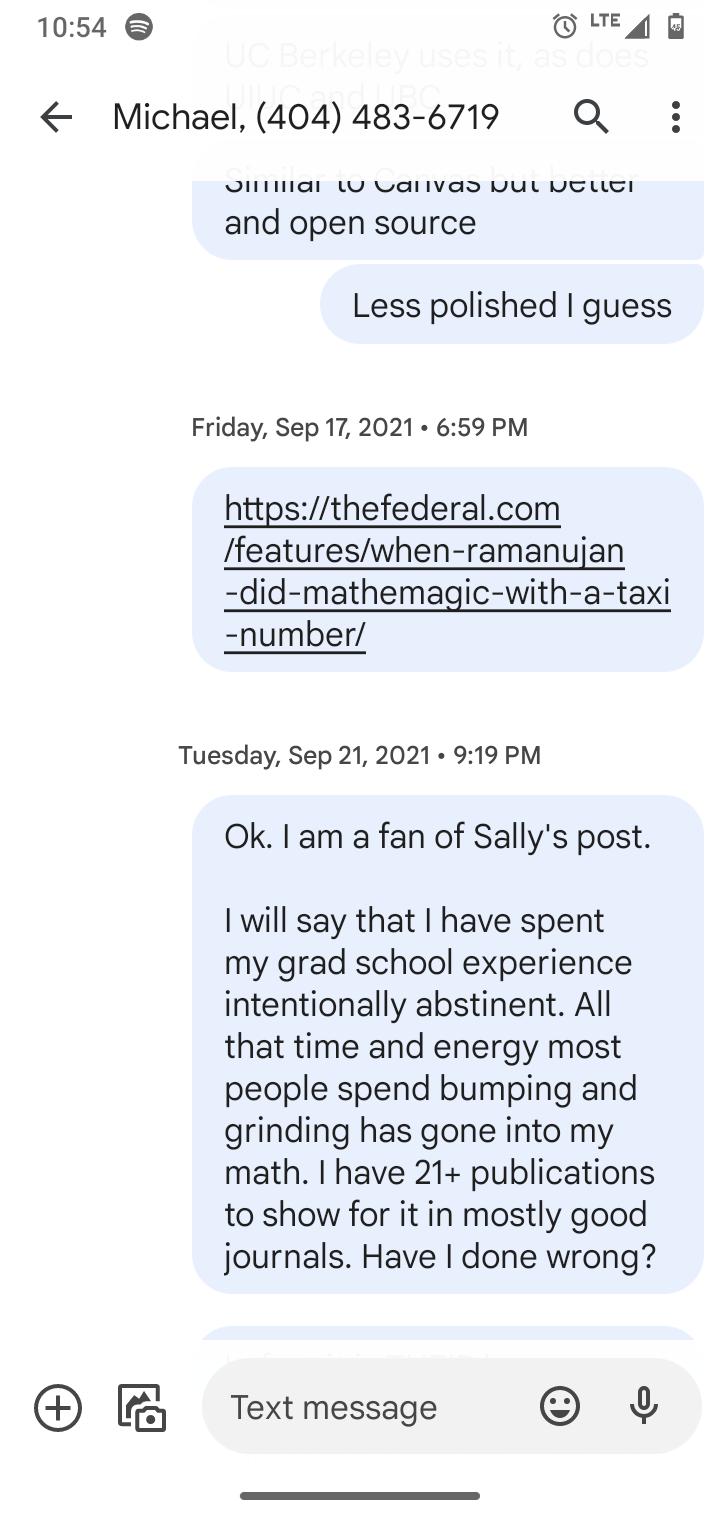 10:54
LTE
45
UC Berkeley uses it, as does
UIUC and UBC
Michael, (404) 483-6719
Similar to Canvas but better
and open source
Less polished I guess
Friday, Sep 17, 2021 • 6:59 PM
https://thefederal.com
/features/when-ramanujan
-did-mathemagic-with-a-taxi
-number/
Tuesday, Sep 21, 2021 • 9:19 PM
Ok. I am a fan of Sally's post.
I will say that I have spent
my grad school experience
intentionally abstinent. All
that time and energy most
people spend bumping and
grinding has gone into my
math. I have 21+ publications
to show for it in mostly good
journals. Have I done wrong?
Text message